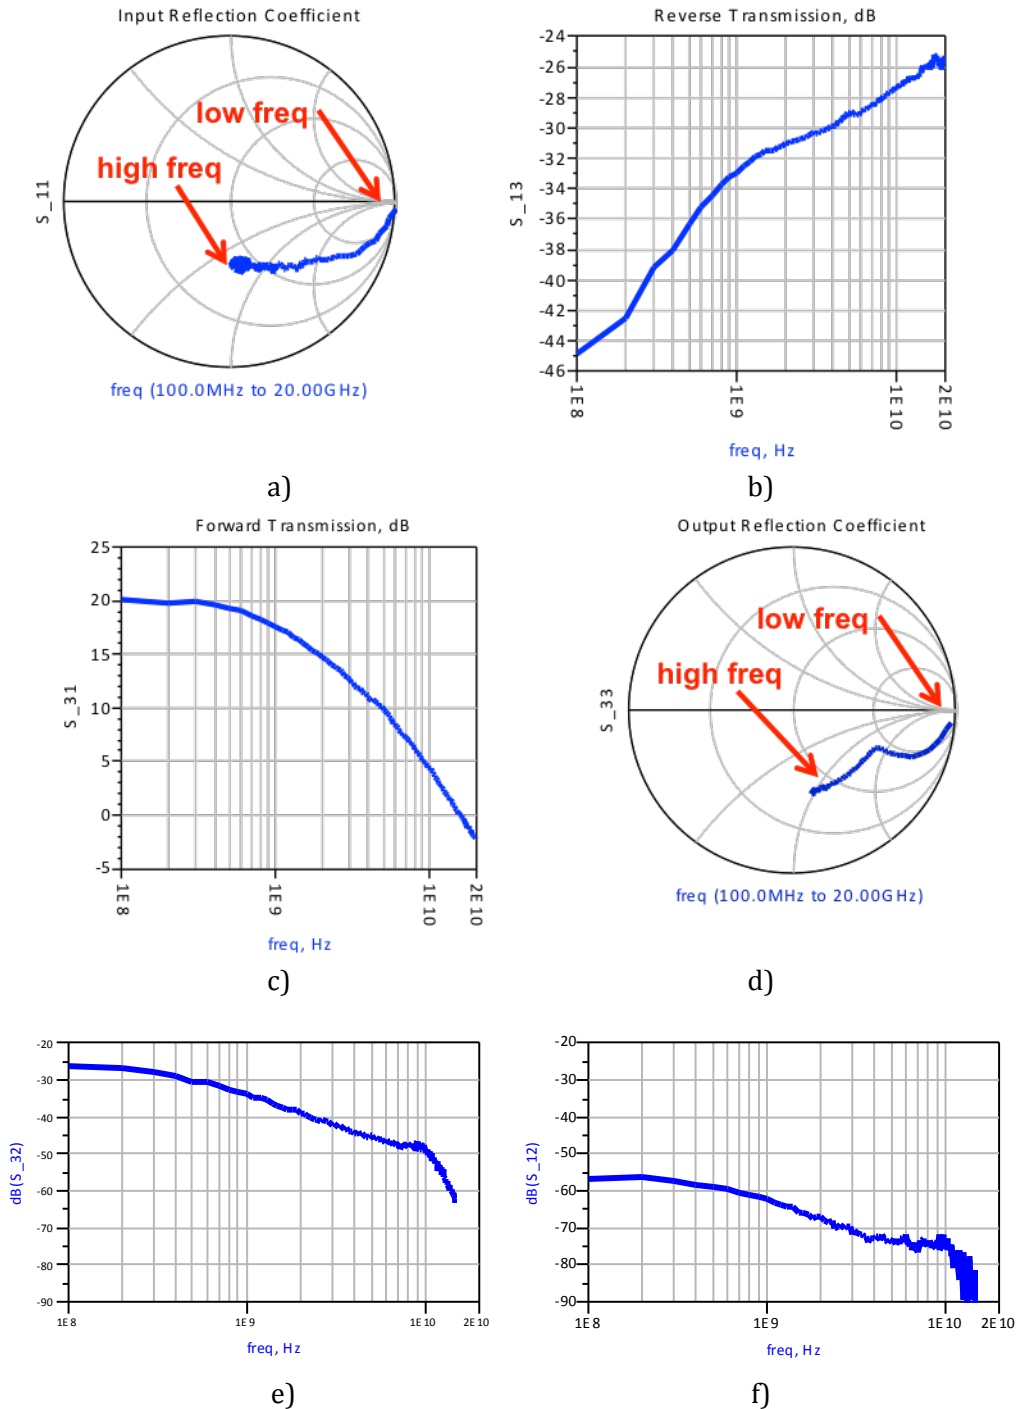 Input Reflection Coefficient
low freq
high freq
S_11
freq (100.0MHz to 20.00GHz)
a)
Reverse Transmission, dB
-24
-26
-28
-30
-32
-34
-36
-38
-40
-42
-44
-46
S_13
1E8
1E9
1E10
2E10
freq, Hz
b)
Forward Transmission, dB
25
20
15
10
5
0
-5
S_31
1E8
1E9
1E10
2E10
freq, Hz
c)
Output Reflection Coefficient
low freq
high freq
S_33
freq (100.0MHz to 20.00GHz)
d)
-20
-30
-40
-50
-60
-70
-80
-90
dB(S_32)
1E8
1E9
1E10
2E10
freq, Hz
e)
-20
-30
-40
-50
-60
-70
-80
-90
dB(S_12)
1E8
1E9
1E10
2E10
freq, Hz
f)